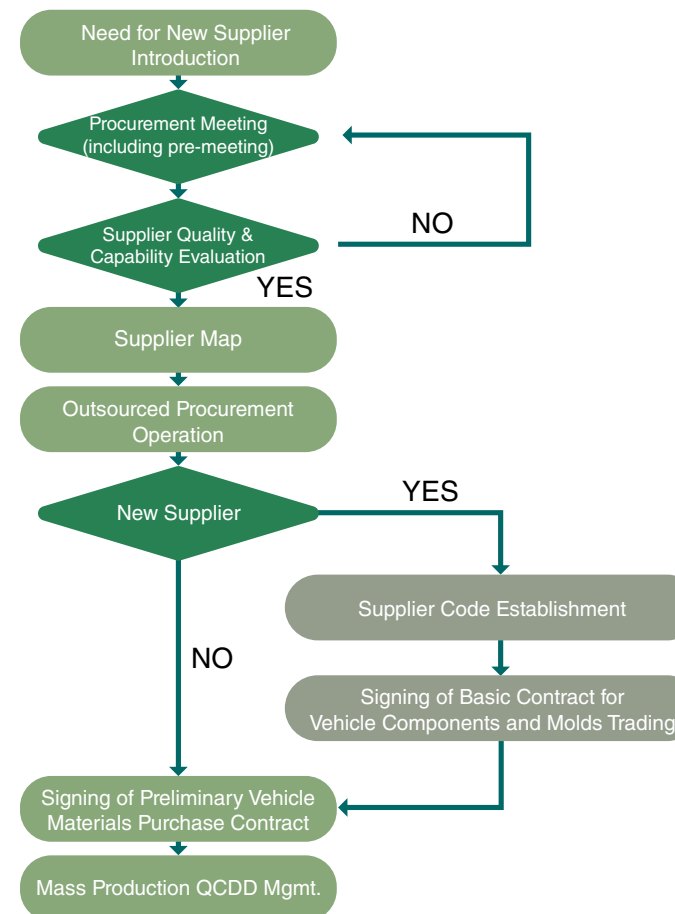 Need for New Supplier
Introduction
Procurement Meeting
(including pre-meeting)
NO
Supplier Quality &
Capability Evaluation
YES
Supplier Map
Outsourced Procurement
Operation
YES
New Supplier
Supplier Code Establishment
NO
Signing of Basic Contract for
Vehicle Components and Molds Trading
Signing of Preliminary Vehicle
Materials Purchase Contract
Mass Production QCDD Mgmt.